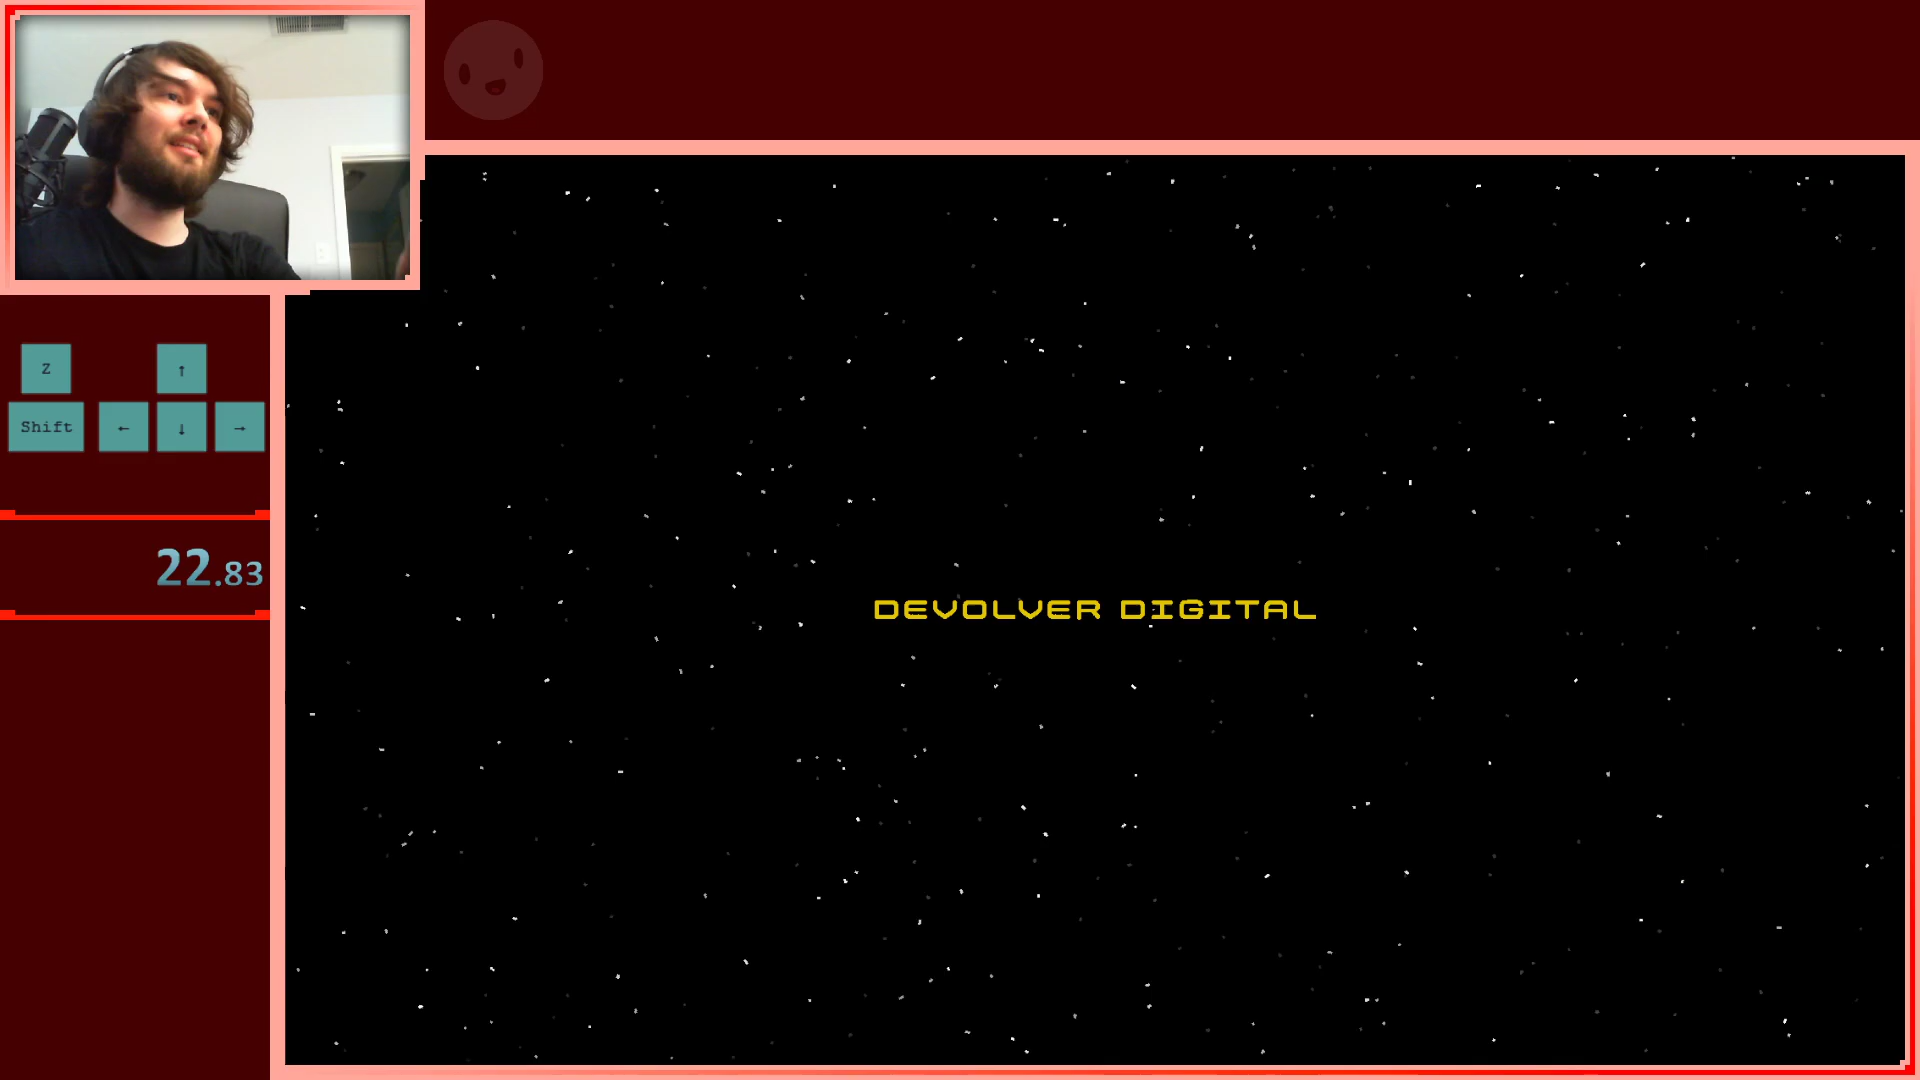 Z
↑
Shift
←
↓
→
22.83
DEVOLVER DIGITAL